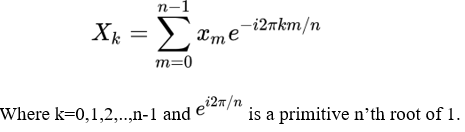 X_k = \sum_{m=0}^{n-1} x_m e^{-i2\pi km/n}
Where k=0,1,2,..,n-1 and e^{i2\pi/n} is a primitive n'th root of 1.